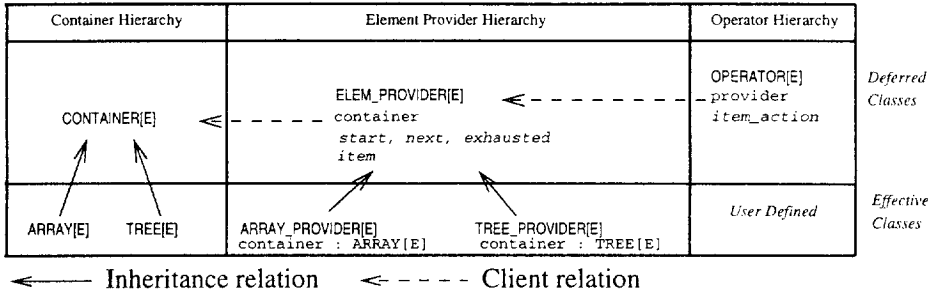 Container Hierarchy
Element Provider Hierarchy
Operator Hierarchy
CONTAINER[E]
ELEM_PROVIDER[E]
container
start, next, exhausted
item
OPERATOR[E]
provider
item_action
Deferred
Classes
ARRAY[E]
TREE[E]
ARRAY_PROVIDER[E]
container : ARRAY[E]
TREE_PROVIDER[E]
container : TREE[E]
User Defined
Effective
Classes
Inheritance relation
Client relation